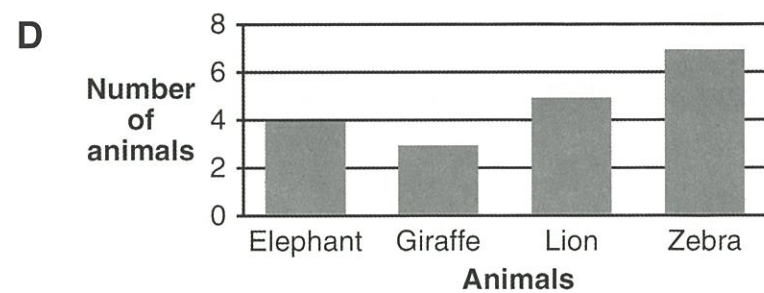 D
8
Number
of
animals
6
4
2
0
Elephant Giraffe Lion Zebra
Animals